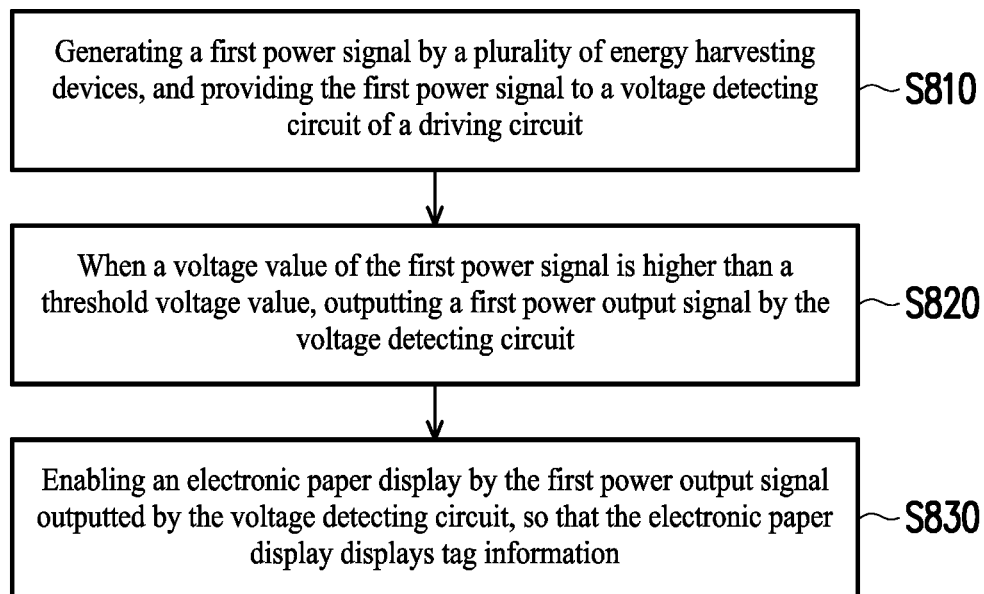 Generating a first power signal by a plurality of energy harvesting
devices, and providing the first power signal to a voltage detecting
circuit of a driving circuit
S810
When a voltage value of the first power signal is higher than a
threshold voltage value, outputting a first power output signal by the
voltage detecting circuit
S820
Enabling an electronic paper display by the first power output signal
outputted by the voltage detecting circuit, so that the electronic paper
display displays tag information
S830